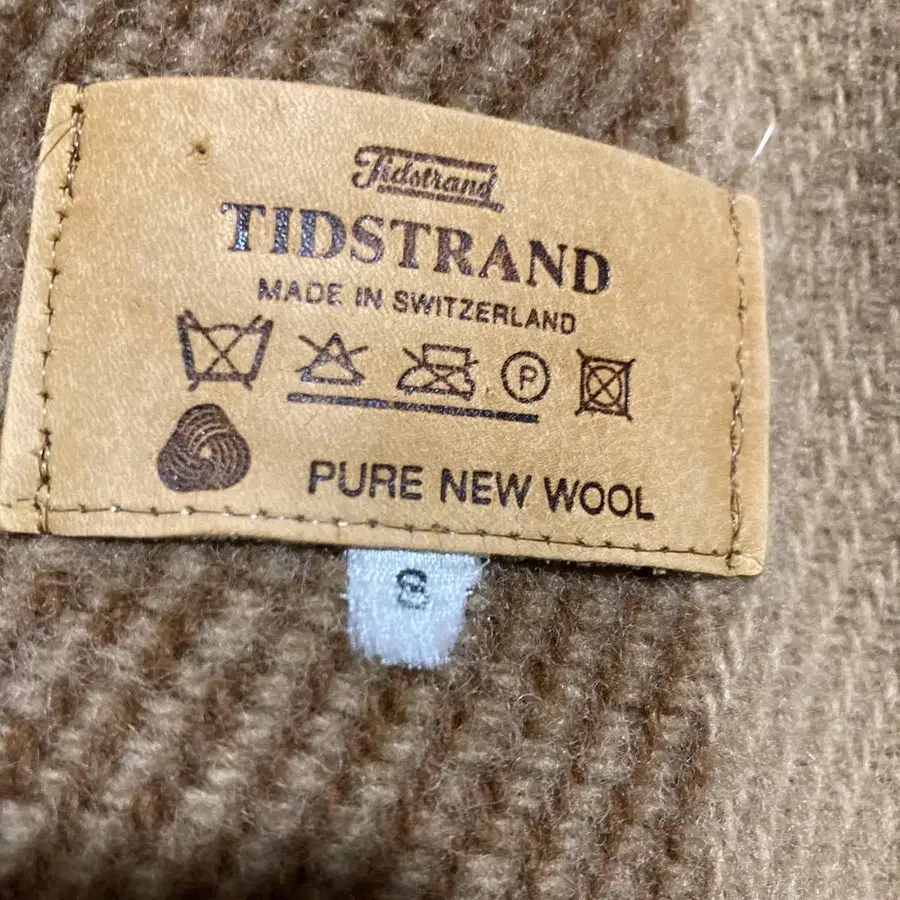 Tidstrand
TIDSTRAND
MADE IN SWITZERLAND
P
PURE NEW WOOL
8